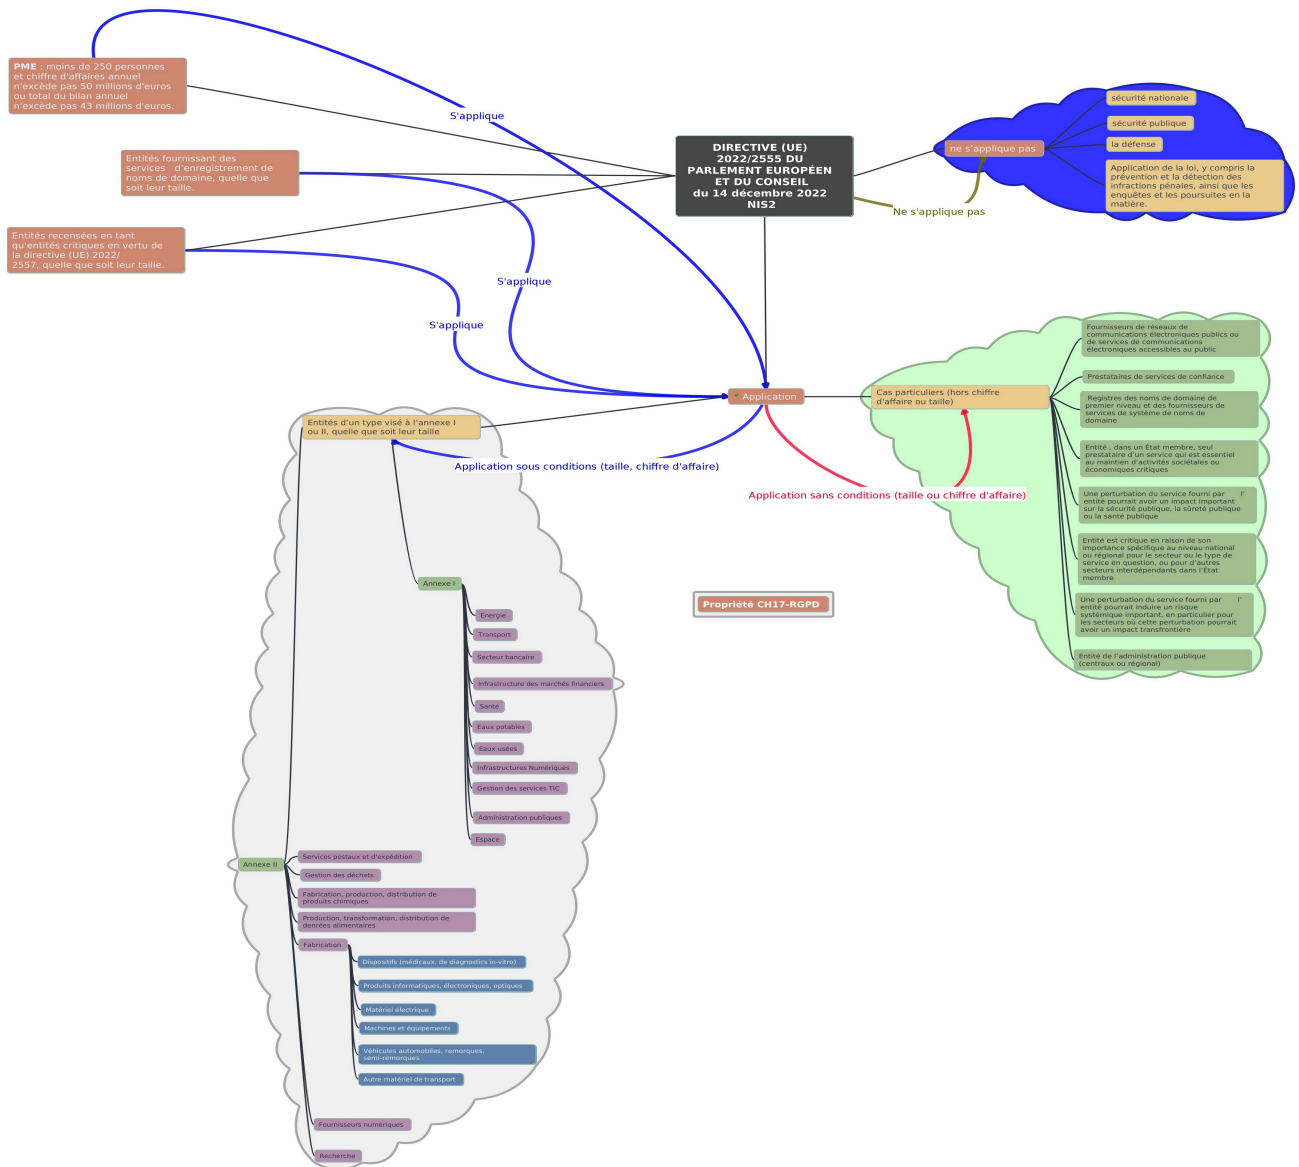 PME : moins de 250 personnes
et chiffre d'affaires annuel
n'excède pas 50 millions d'euros
ou total du bilan annuel
n'excède pas 43 millions d'euros.
S'applique
Entités fournissant des
services d'enregistrement de
noms de domaine, quelle que
soit leur taille.
Entités recensées en tant
qu'entités critiques en vertu de
la directive (UE) 2022/
2557, quelle que soit leur taille.
S'applique
S'applique
DIRECTIVE (UE)
2022/2555 DU
PARLEMENT EUROPÉEN
ET DU CONSEIL
du 14 décembre 2022
NIS2
ne s'applique pas
Ne s'applique pas
sécurité nationale
sécurité publique
la défense
Application de la loi, y compris la
prévention et la détection des
infractions pénales, ainsi que les
enquêtes et les poursuites en la
matière.
Application
Cas particuliers (hors chiffre
d'affaire ou taille)
Fournisseurs de réseaux de
communications électroniques publics ou
de services de communications
électroniques accessibles au public
Prestataires de services de confiance
Registres des noms de domaine de
premier niveau et des fournisseurs de
services de système de noms de
domaine
Entité , dans un État membre, seul
prestataire d'un service qui est essentiel
au maintien d'activités sociétales ou
économiques critiques
Une perturbation du service fourni par l'
entité pourrait avoir un impact important
sur la sécurité publique, la sûreté publique
ou la santé publique
Entité est critique en raison de son
importance spécifique au niveau national
ou régional pour le secteur ou le type de
service en question, ou pour d'autres
secteurs interdépendants dans l'État
membre
Une perturbation du service fourni par l'
entité pourrait induire un risque
systémique important, en particulier pour
les secteurs où cette perturbation pourrait
avoir un impact transfrontière
Entité de l'administration publique
(centraux ou régional)
Application sans conditions (taille ou chiffre d'affaire)
Application sous conditions (taille, chiffre d'affaire)
Propriété CH17-RGPD
Entités d'un type visé à l'annexe I
ou II, quelle que soit leur taille
Annexe I
Energie
Transport
Secteur bancaire
Infrastructure des marchés financiers
Santé
Eaux potables
Eaux usées
Infrastructures Numériques
Gestion des services TIC
Administration publiques
Espace
Annexe II
Services postaux et d'expédition
Gestion des déchets
Fabrication, production, distribution de
produits chimiques
Production, transformation, distribution de
denrées alimentaires
Fabrication
Dispositifs (médicaux, de diagnostics in-vitro)
Produits informatiques, électroniques, optiques
Matériel électrique
Machines et équipements
Véhicules automobiles, remorques,
semi-remorques
Autre matériel de transport
Fournisseurs numériques
Recherche